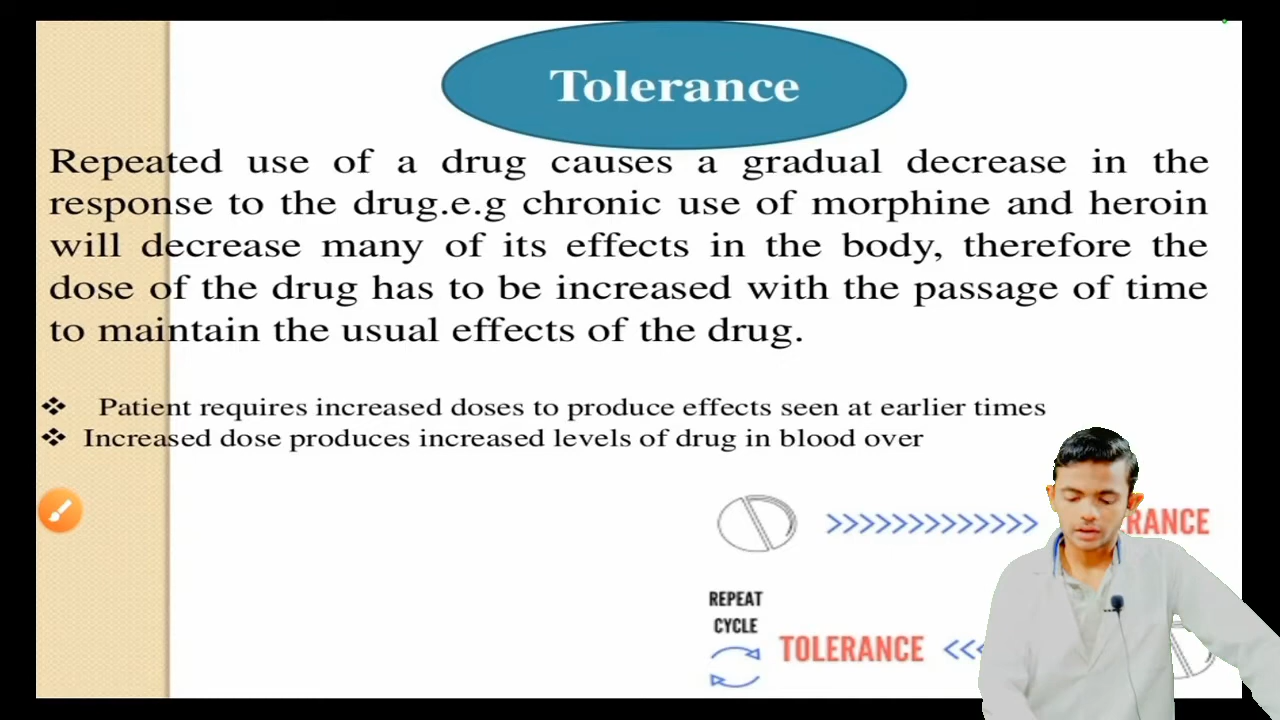 Tolerance
Repeated use of a drug causes a gradual decrease in the
response to the drug.e.g chronic use of morphine and heroin
will decrease many of its effects in the body, therefore the
dose of the drug has to be increased with the passage of time
to maintain the usual effects of the drug.
❖ Patient requires increased doses to produce effects seen at earlier times
❖ Increased dose produces increased levels of drug in blood over
>>>>>>>>>>>>> RANCE
REPEAT
CYCLE
TOLERANCE <<<